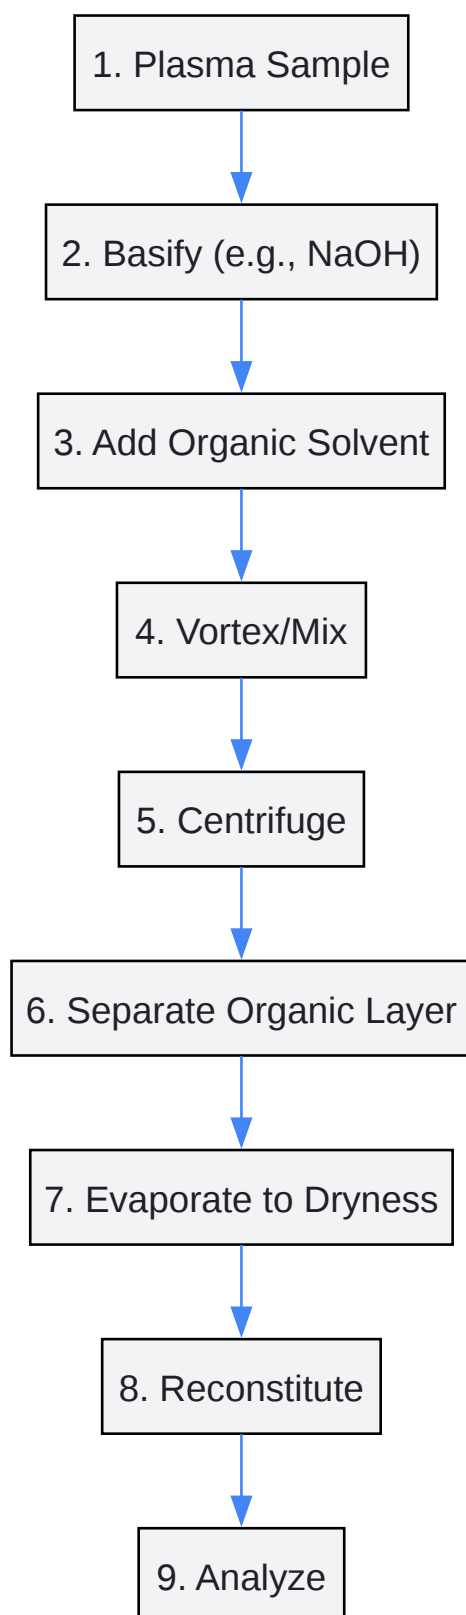 1. Plasma Sample
2. Basify (e.g., NaOH)
3. Add Organic Solvent
4. Vortex/Mix
5. Centrifuge
6. Separate Organic Layer
7. Evaporate to Dryness
8. Reconstitute
9. Analyze